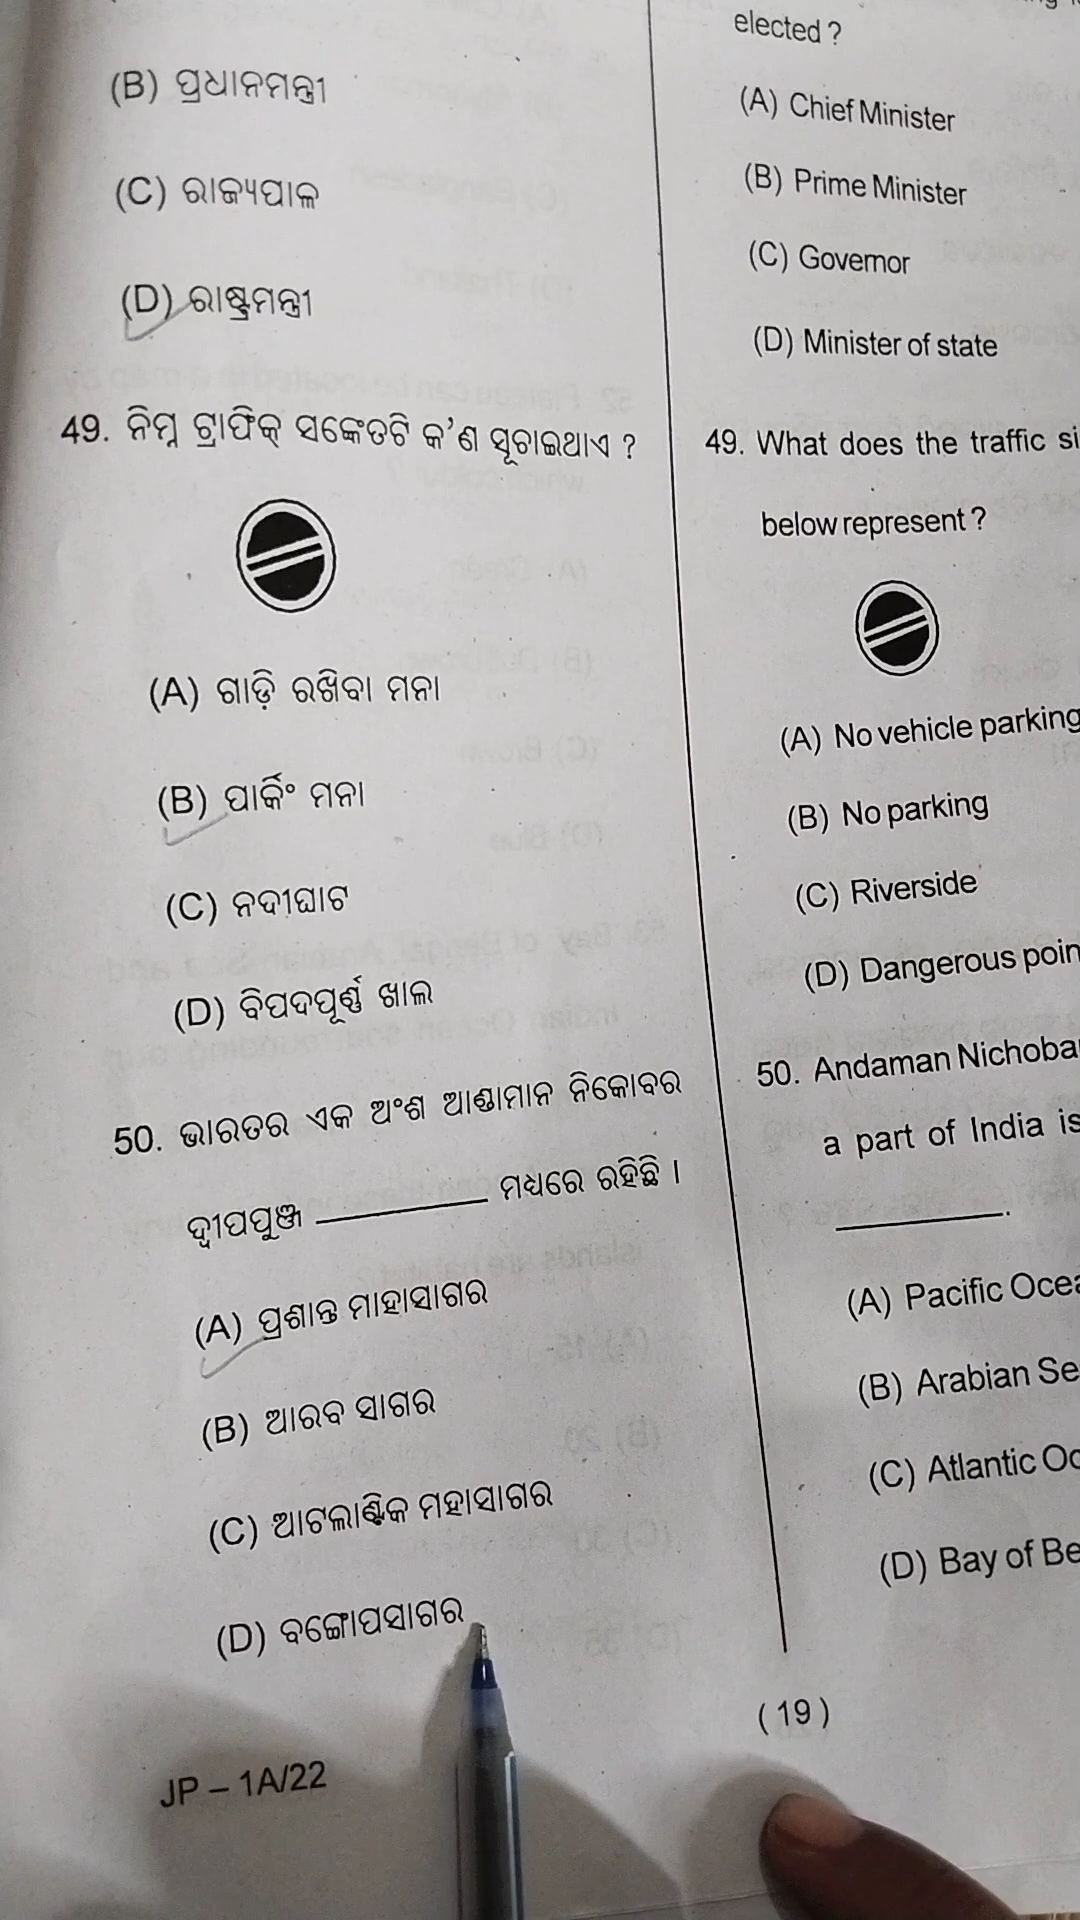 (B) ପ୍ରଧାନମନ୍ତ୍ରୀ
(C) ରାଜ୍ୟପାଳ
(D) ରାଷ୍ଟ୍ରମନ୍ତ୍ରୀ
49. ନିମ୍ନ ଟ୍ରାଫିକ୍ ସଙ୍କେତଟି କ'ଣ ସୂଚାଇଥାଏ ?
(A) ଗାଡ଼ି ରଖିବା ମନା
(B) ପାର୍କିଂ ମନା
(C) ନଦୀଘାଟ
(D) ବିପଦପୂର୍ଣ୍ଣ ଖାଲ
50. ଭାରତର ଏକ ଅଂଶ ଆଣ୍ଡାମାନ ନିକୋବର
ଦ୍ୱୀପପୁଞ୍ଜ ________ ମଧ୍ୟରେ ରହିଛି ।
(A) ପ୍ରଶାନ୍ତ ମାହାସାଗର
(B) ଆରବ ସାଗର
(C) ଆଟଲାଣ୍ଟିକ ମହାସାଗର
(D) ବଙ୍ଗୋପସାଗର
JP – 1A/22
elected ?
(A) Chief Minister
(B) Prime Minister
(C) Governor
(D) Minister of state
49. What does the traffic si
below represent ?
(A) No vehicle parking
(B) No parking
(C) Riverside
(D) Dangerous poin
50. Andaman Nichoba
a part of India is
________.
(A) Pacific Ocea
(B) Arabian Se
(C) Atlantic Oc
(D) Bay of Be
( 19 )